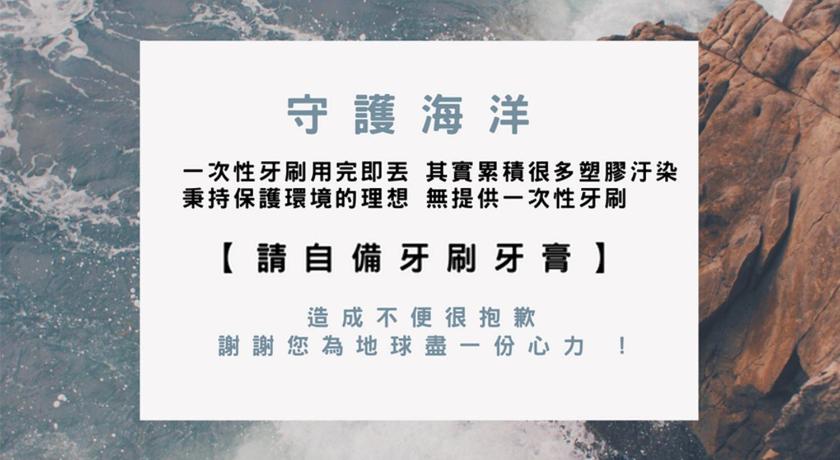 守護海洋
一次性牙刷用完即丟 其實累積很多塑膠汙染
秉持保護環境的理想 無提供一次性牙刷
【請自備牙刷牙膏】
造成不便很抱歉
謝謝您為地球盡一份心力 !